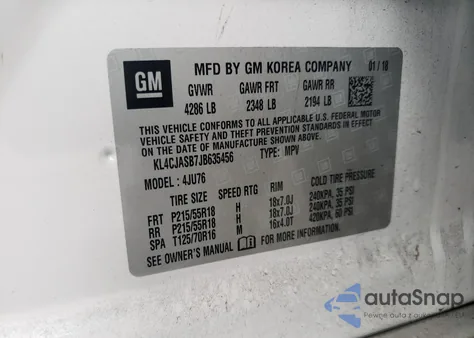 GM
MFD BY GM KOREA COMPANY 01/18
GVWR GAWR FRT GAWR RR
4286 LB 2348 LB 2194 LB
THIS VEHICLE CONFORMS TO ALL APPLICABLE U.S. FEDERAL MOTOR
VEHICLE SAFETY AND THEFT PREVENTION STANDARDS IN
EFFECT ON THE DATE OF MANUFACTURE SHOWN ABOVE.
KL4CJASB7JB635456 TYPE: MPV
MODEL: 4JU76
TIRE SIZE SPEED RTG RIM COLD TIRE PRESSURE
FRT P215/55R18 H 18x7.0J 240KPA, 35 PSI
RR P215/55R18 H 18x7.0J 240KPA, 35 PSI
SPA T125/70R16 M 16x4.0T 420KPA, 60 PSI
SEE OWNER'S MANUAL FOR MORE INFORMATION.
autoSnap
Pewne auto z Ameryki